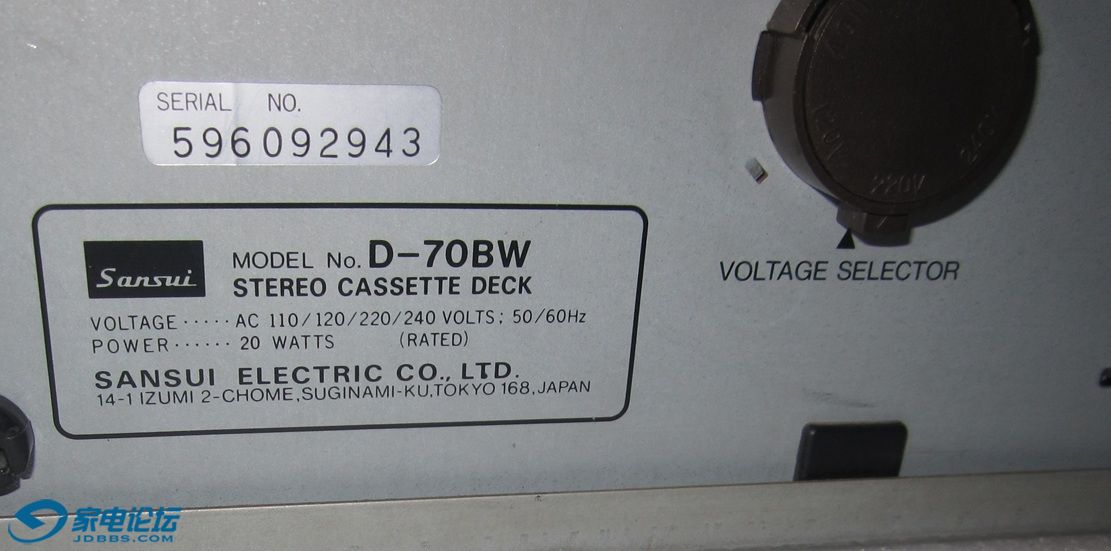 SERIAL NO.
596092943
220V
240V
VOLTAGE SELECTOR
Sansui
MODEL No. D-70BW
STEREO CASSETTE DECK
VOLTAGE ····· AC 110/120/220/240 VOLTS; 50/60Hz
POWER ······ 20 WATTS (RATED)
SANSUI ELECTRIC CO., LTD.
14-1 IZUMI 2-CHOME, SUGINAMI-KU, TOKYO 168, JAPAN
家电论坛
JDBBS.COM